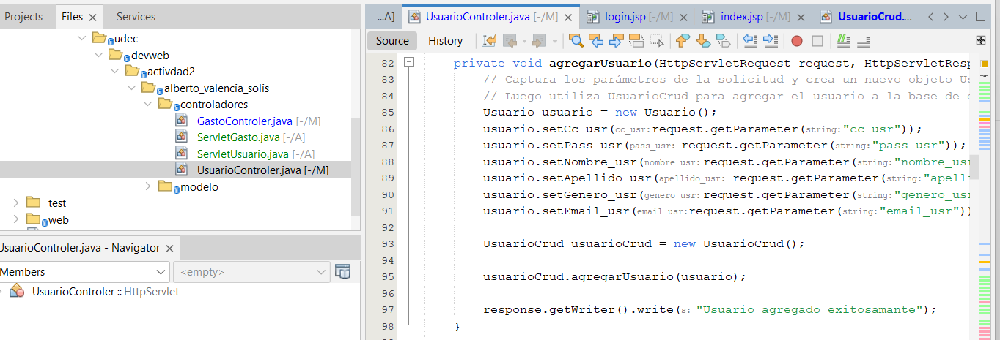 Projects Files Services
udec
devweb
activdad2
alberto_valencia_solis
controladores
GastoControler.java [-/M]
ServletGasto.java [-/A]
ServletUsuario.java [-/A]
UsuarioControler.java [-/M]
modelo
test
web
UsuarioControler.java - Navigator
Members <empty>
UsuarioControler :: HttpServlet
...A] UsuarioControler.java [-/M] login.jsp [-/M] index.jsp [-/M] UsuarioCrud....
Source History
82 private void agregarUsuario(HttpServletRequest request, HttpServletResp
83 // Captura los parámetros de la solicitud y crea un nuevo objeto Us
84 // Luego utiliza UsuarioCrud para agregar el usuario a la base de d
85 Usuario usuario = new Usuario();
86 usuario.setCc_usr(cc_usr:request.getParameter(string:"cc_usr"));
87 usuario.setPass_usr(pass_usr: request.getParameter(string:"pass_usr"));
88 usuario.setNombre_usr(nombre_usr:request.getParameter(string:"nombre_usr
89 usuario.setApellido_usr(apellido_usr: request.getParameter(string:"apelli
90 usuario.setGenero_usr(genero_usr:request.getParameter(string:"genero_usr
91 usuario.setEmail_usr(email_usr:request.getParameter(string:"email_usr"))
92
93 UsuarioCrud usuarioCrud = new UsuarioCrud();
94
95 usuarioCrud.agregarUsuario(usuario);
96
97 response.getWriter().write(s: "Usuario agregado exitosamante");
98 }